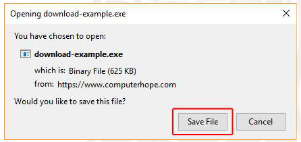 Opening download-example.exe
You have chosen to open:
download-example.exe
which is: Binary File (625 KB)
from: https://www.computerhope.com
Would you like to save this file?
Save File Cancel